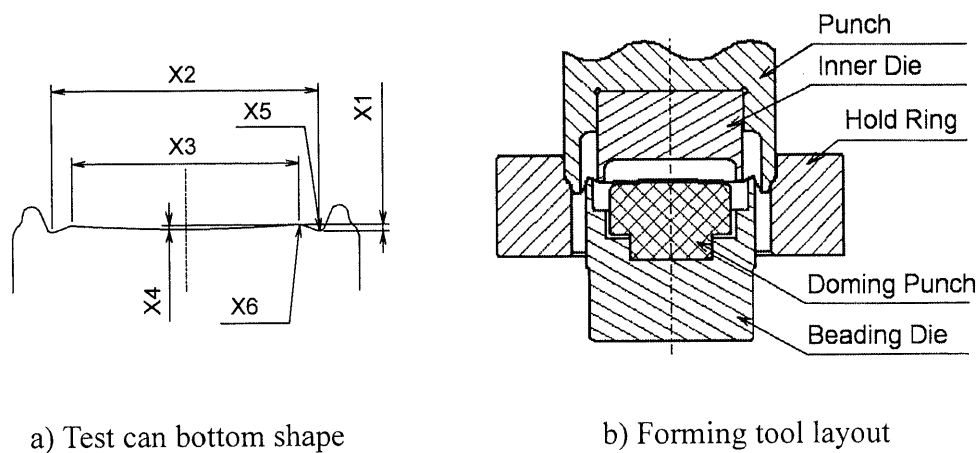 X2
X5
X1
X3
X4
X6
a) Test can bottom shape
Punch
Inner Die
Hold Ring
Doming Punch
Beading Die
b) Forming tool layout